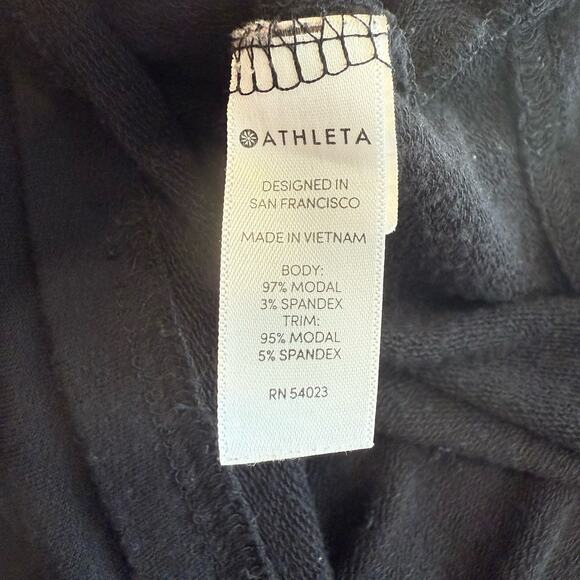 ATHLETA
DESIGNED IN
SAN FRANCISCO
MADE IN VIETNAM
BODY:
97% MODAL
3% SPANDEX
TRIM:
95% MODAL
5% SPANDEX
RN 54023